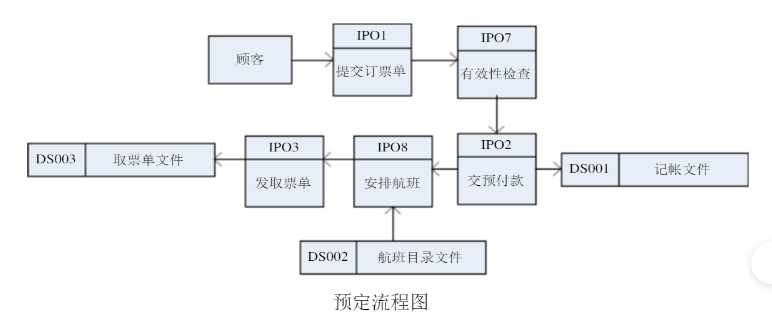 IPO1
IPO7
顾客
提交订票单
有效性检查
IPO3
IPO8
IPO2
DS003
取票单文件
发取票单
安排航班
交预付款
DS001
记帐文件
DS002
航班目录文件
预定流程图